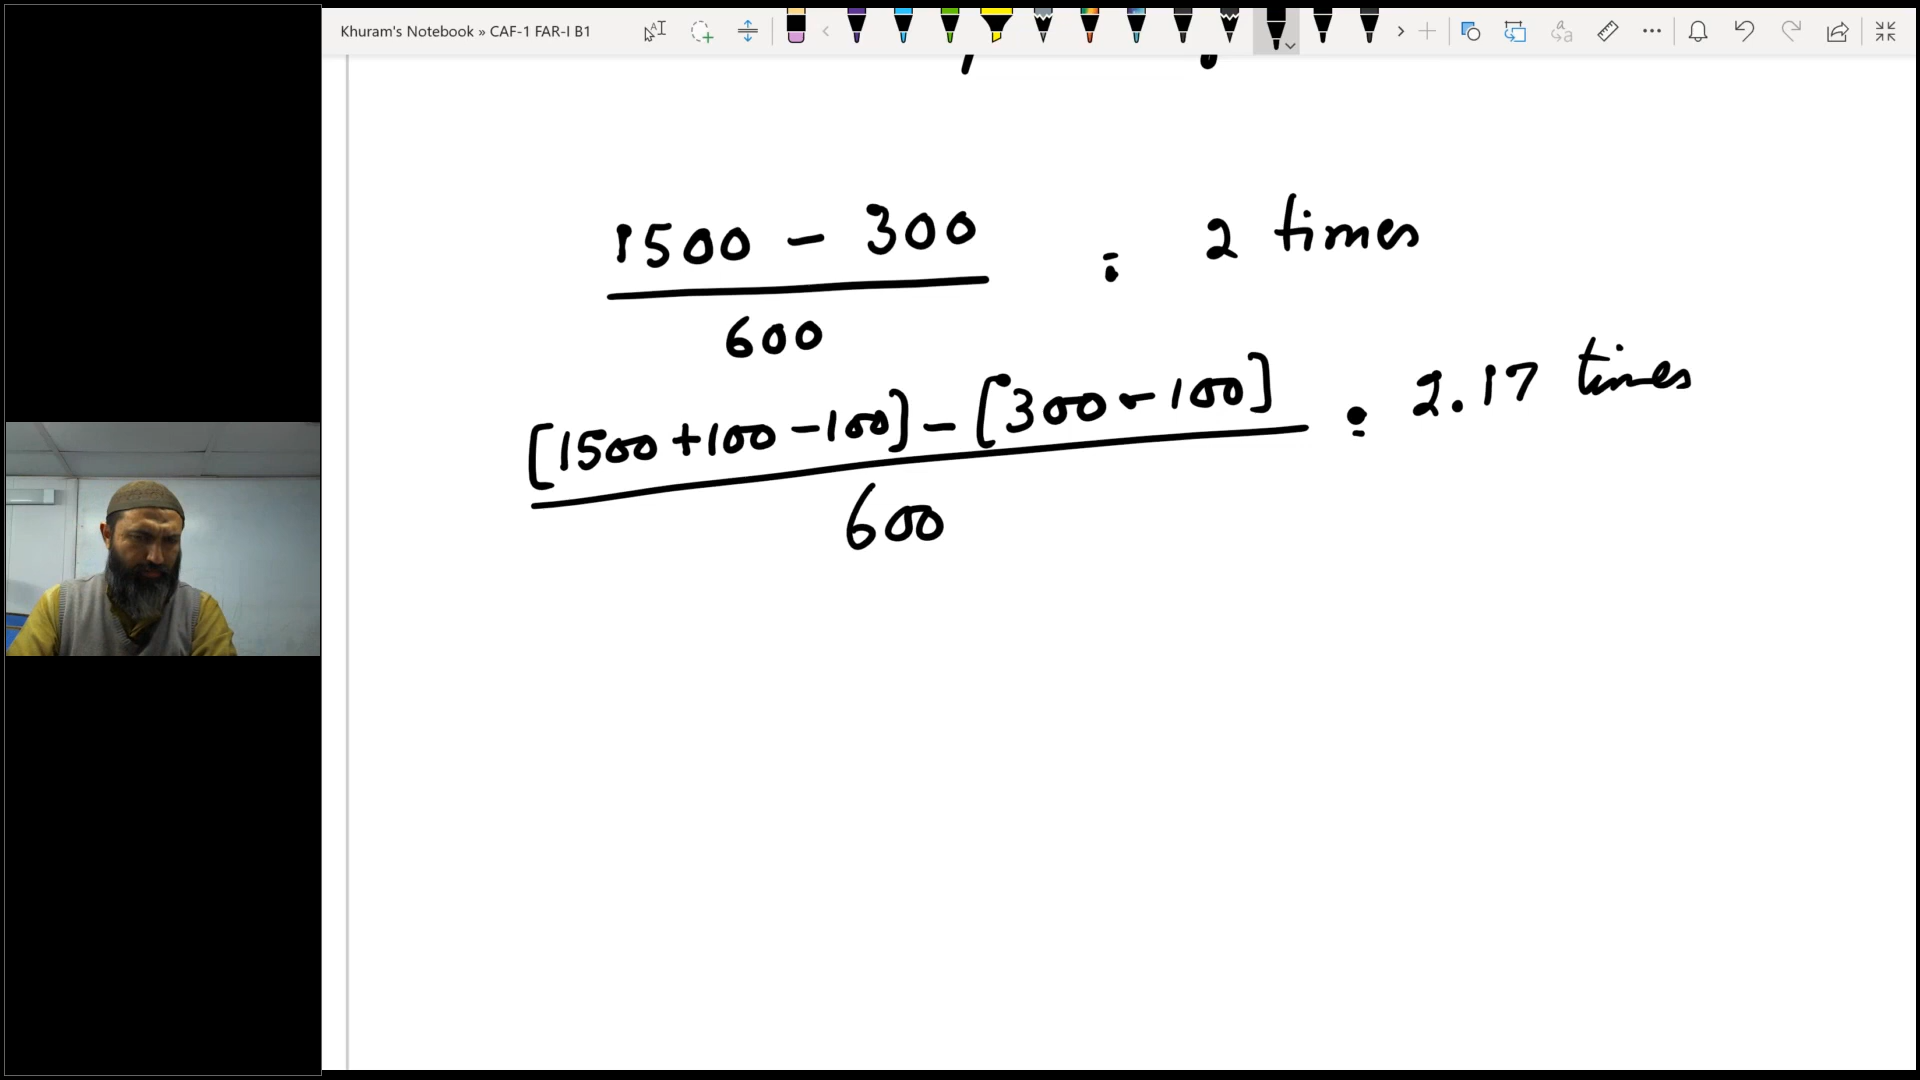 Khuram's Notebook » CAF-1 FAR-I B1
1500 - 300
600
= 2 times
[1500 + 100 - 100] - [300 - 100]
600
= 2.17 times